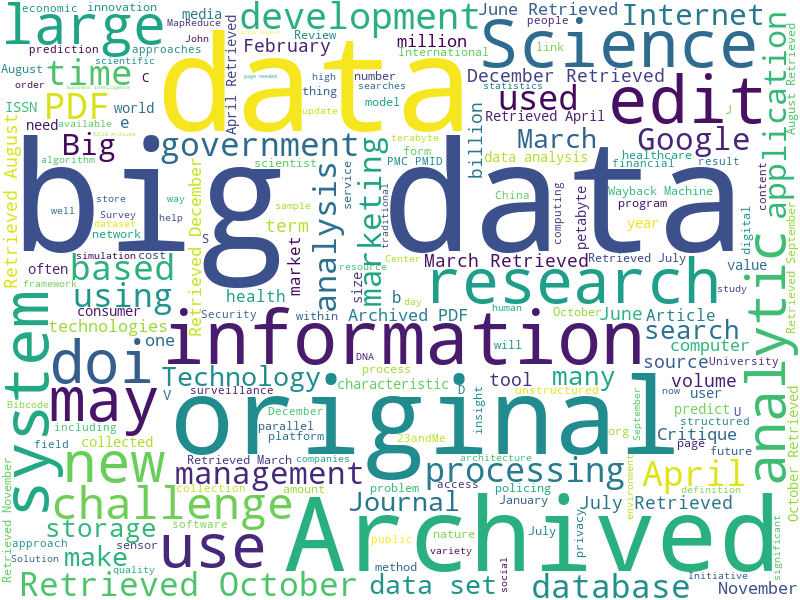 economic innovation
large
MapReduce
prediction approaches
John
August scientific
order
ISSN
time
PDF
world
c
e
need
available
algorithm
Big
media
people
development
February
Review
million
International
data
high
thing
number
searches
update
model
page needed
business intelligence
S2CID Archived
April Retrieved
June Retrieved
Internet
link
Science
December Retrieved
statistics
used
edit
Retrieved April
March
Google
J
application
August Retrieved
billion
data analysis
healthcare
financial
result
terabyte
form
PMC PMID
government
scientist
Retrieved August
big data
well
store
way
Survey
help
dataset
network
sample
service
analysis
marketing
traditional
China
Wayback Machine
computing
petabyte
program
year
content
digital
Retrieved September
simulation cost
often
S
term
market
resource
Center
March Retrieved
Retrieved July
value
study
Retrieved December
based
framework
using
consumer
technologies
health
Security
size
within
b
day
Archived PDF
research
human
October
June
Article
analytic
system
doi
one
information
DNA
will
search
computer
source
University
Technology
process
characteristic
tool
many
volume
now
user
Bibcode
may
V
surveillance
December
D
insight
unstructured
org
September
predict
U
structured
including
collected
parallel
platform
original
23andMe
Critique
page
future
field
new
Retrieved March
companies
architecture
management
processing
environment
definition
April
October Retrieved
Retrieved November
challenge
collection
amount
problem
access
policing
Journal
January
July Retrieved
storage
software
approach
sensor
make
Solution
quality
use
Archived
public
nature
variety
method
social
July
privacy
significant
Retrieved October
data set
database
Initiative
November